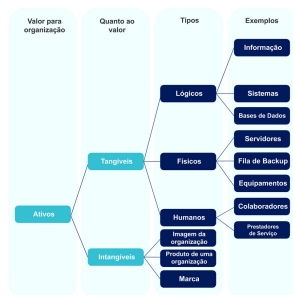 Valor para
organização
Quanto ao
valor
Tipos
Exemplos
Informação
Lógicos
Sistemas
Bases de Dados
Servidores
Tangíveis
Físicos
Fila de Backup
Equipamentos
Colaboradores
Ativos
Humanos
Prestadores
de Serviço
Imagem da
organização
Intangíveis
Produto de uma
organização
Marca